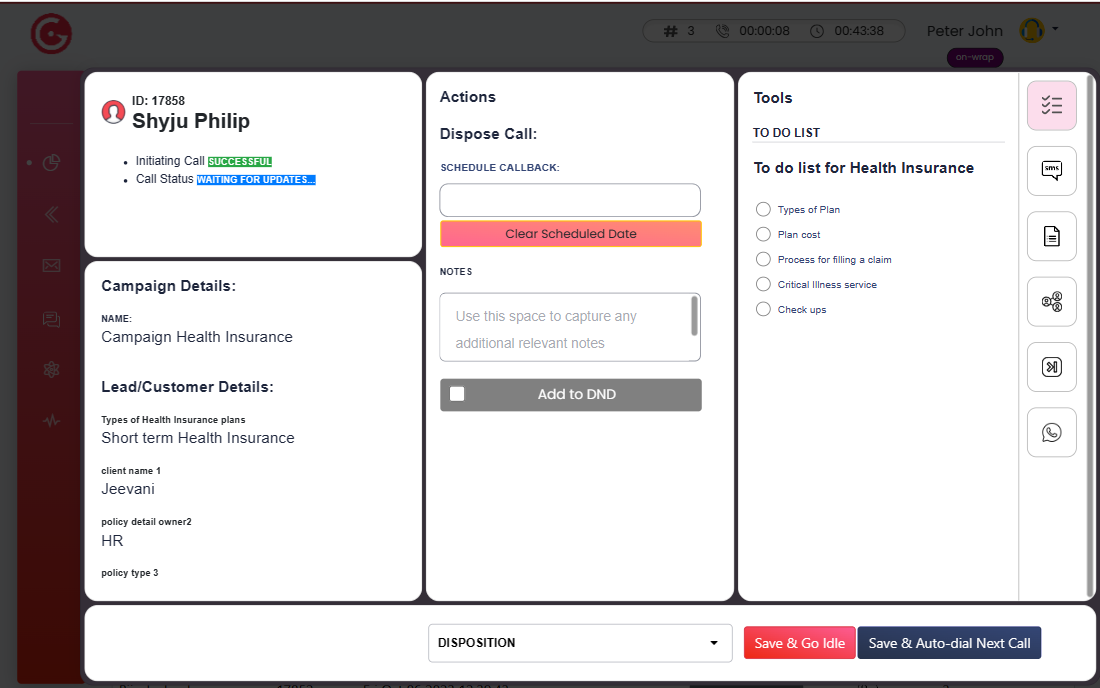 # 3 00:00:08 00:43:38 Peter John
on-wrap
ID: 17858
Shyju Philip
Initiating Call SUCCESSFUL
Call Status WAITING FOR UPDATES...
Campaign Details:
NAME:
Campaign Health Insurance
Lead/Customer Details:
Types of Health Insurance plans
Short term Health Insurance
client name 1
Jeevani
policy detail owner2
HR
policy type 3
Actions
Dispose Call:
SCHEDULE CALLBACK:
Clear Scheduled Date
NOTES
Use this space to capture any
additional relevant notes
Add to DND
Tools
TO DO LIST
To do list for Health Insurance
Types of Plan
Plan cost
Process for filling a claim
Critical Illness service
Check ups
sms
DISPOSITION
Save & Go Idle
Save & Auto-dial Next Call